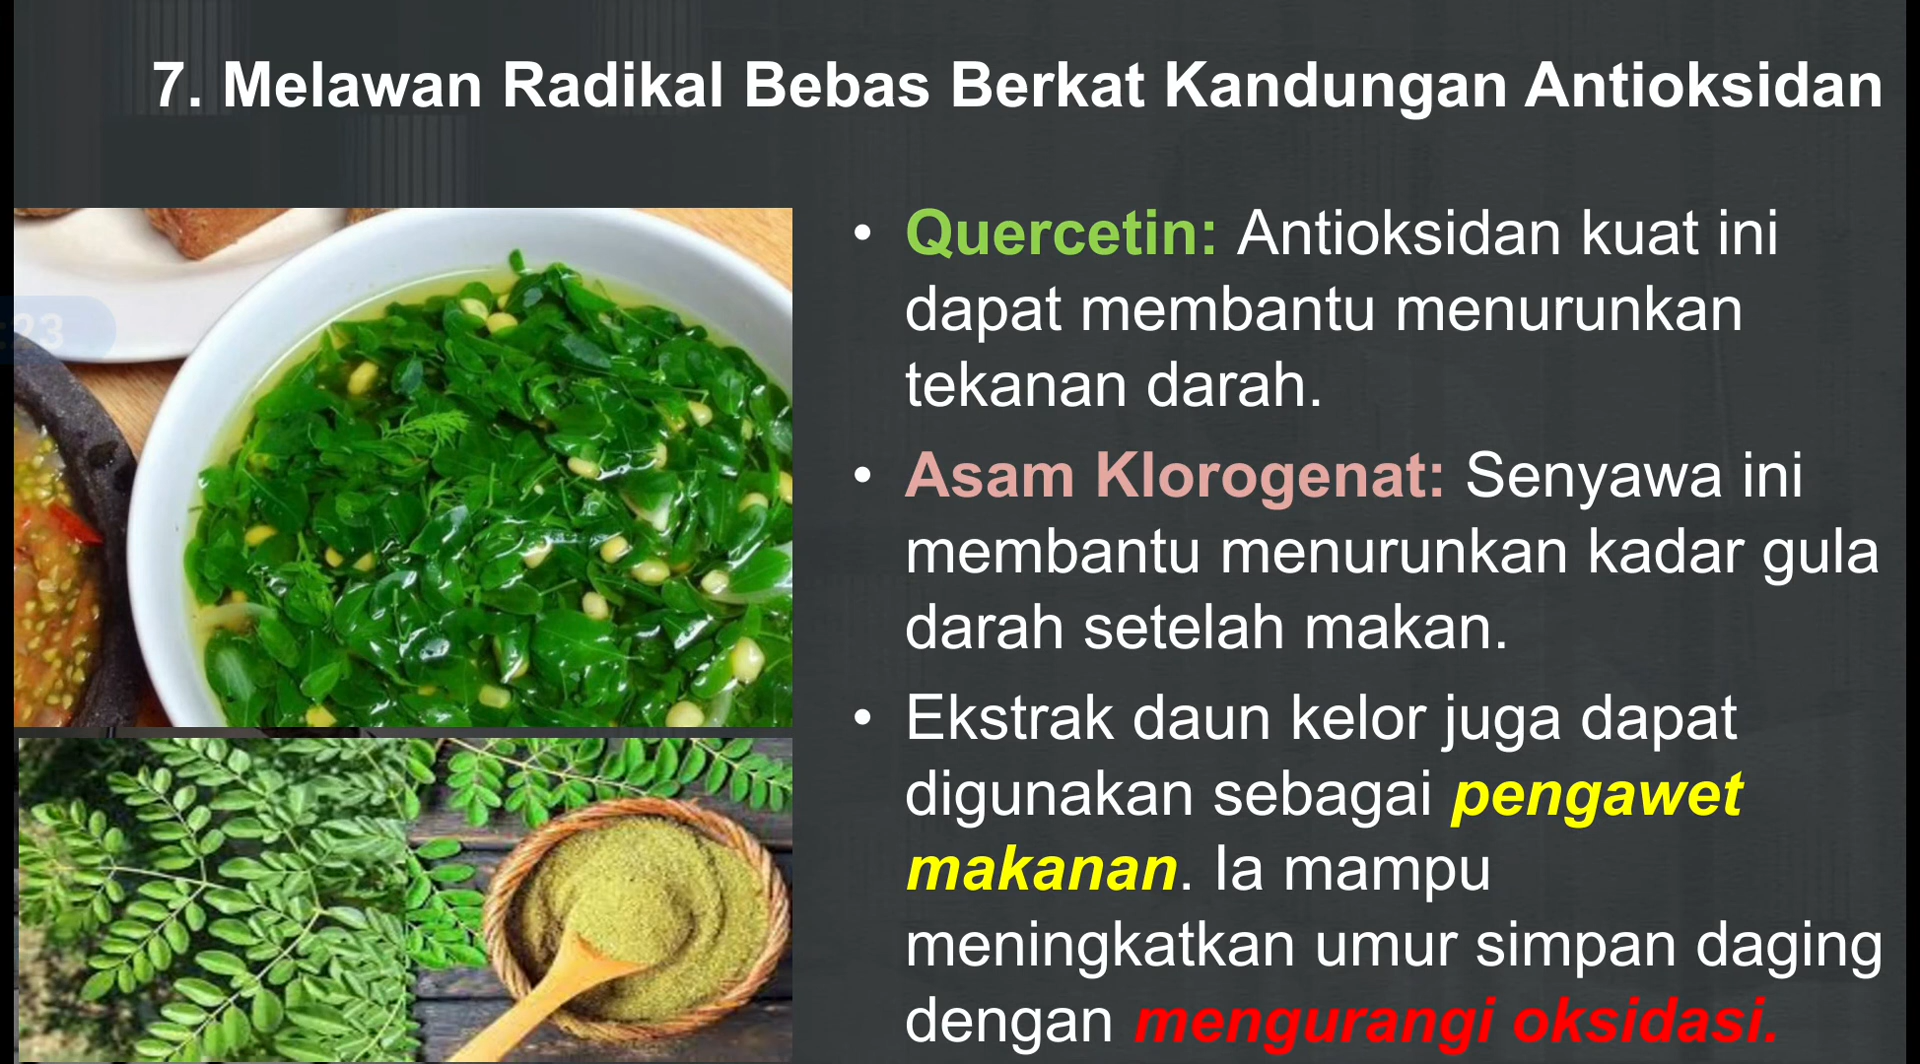 7. Melawan Radikal Bebas Berkat Kandungan Antioksidan
:23
• Quercetin: Antioksidan kuat ini
dapat membantu menurunkan
tekanan darah.
• Asam Klorogenat: Senyawa ini
membantu menurunkan kadar gula
darah setelah makan.
• Ekstrak daun kelor juga dapat
digunakan sebagai pengawet
makanan. Ia mampu
meningkatkan umur simpan daging
dengan mengurangi oksidasi.